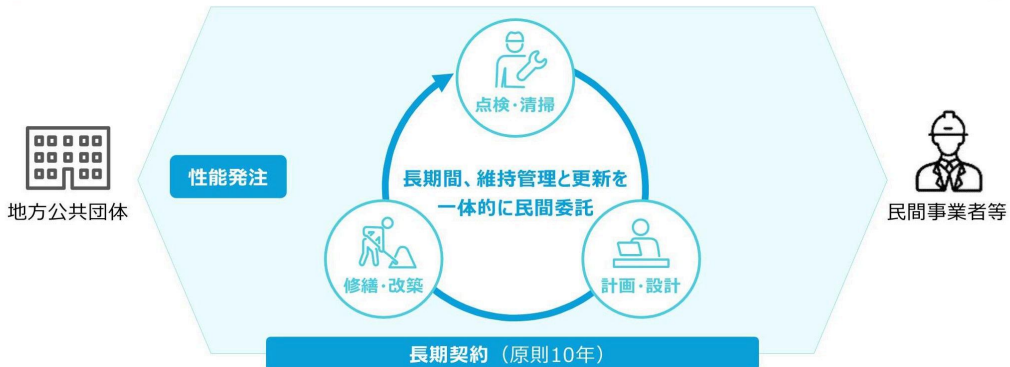 点検・清掃
性能発注
長期間、維持管理と更新を
一体的に民間委託
地方公共団体
民間事業者等
修繕・改築
計画・設計
長期契約（原則10年）